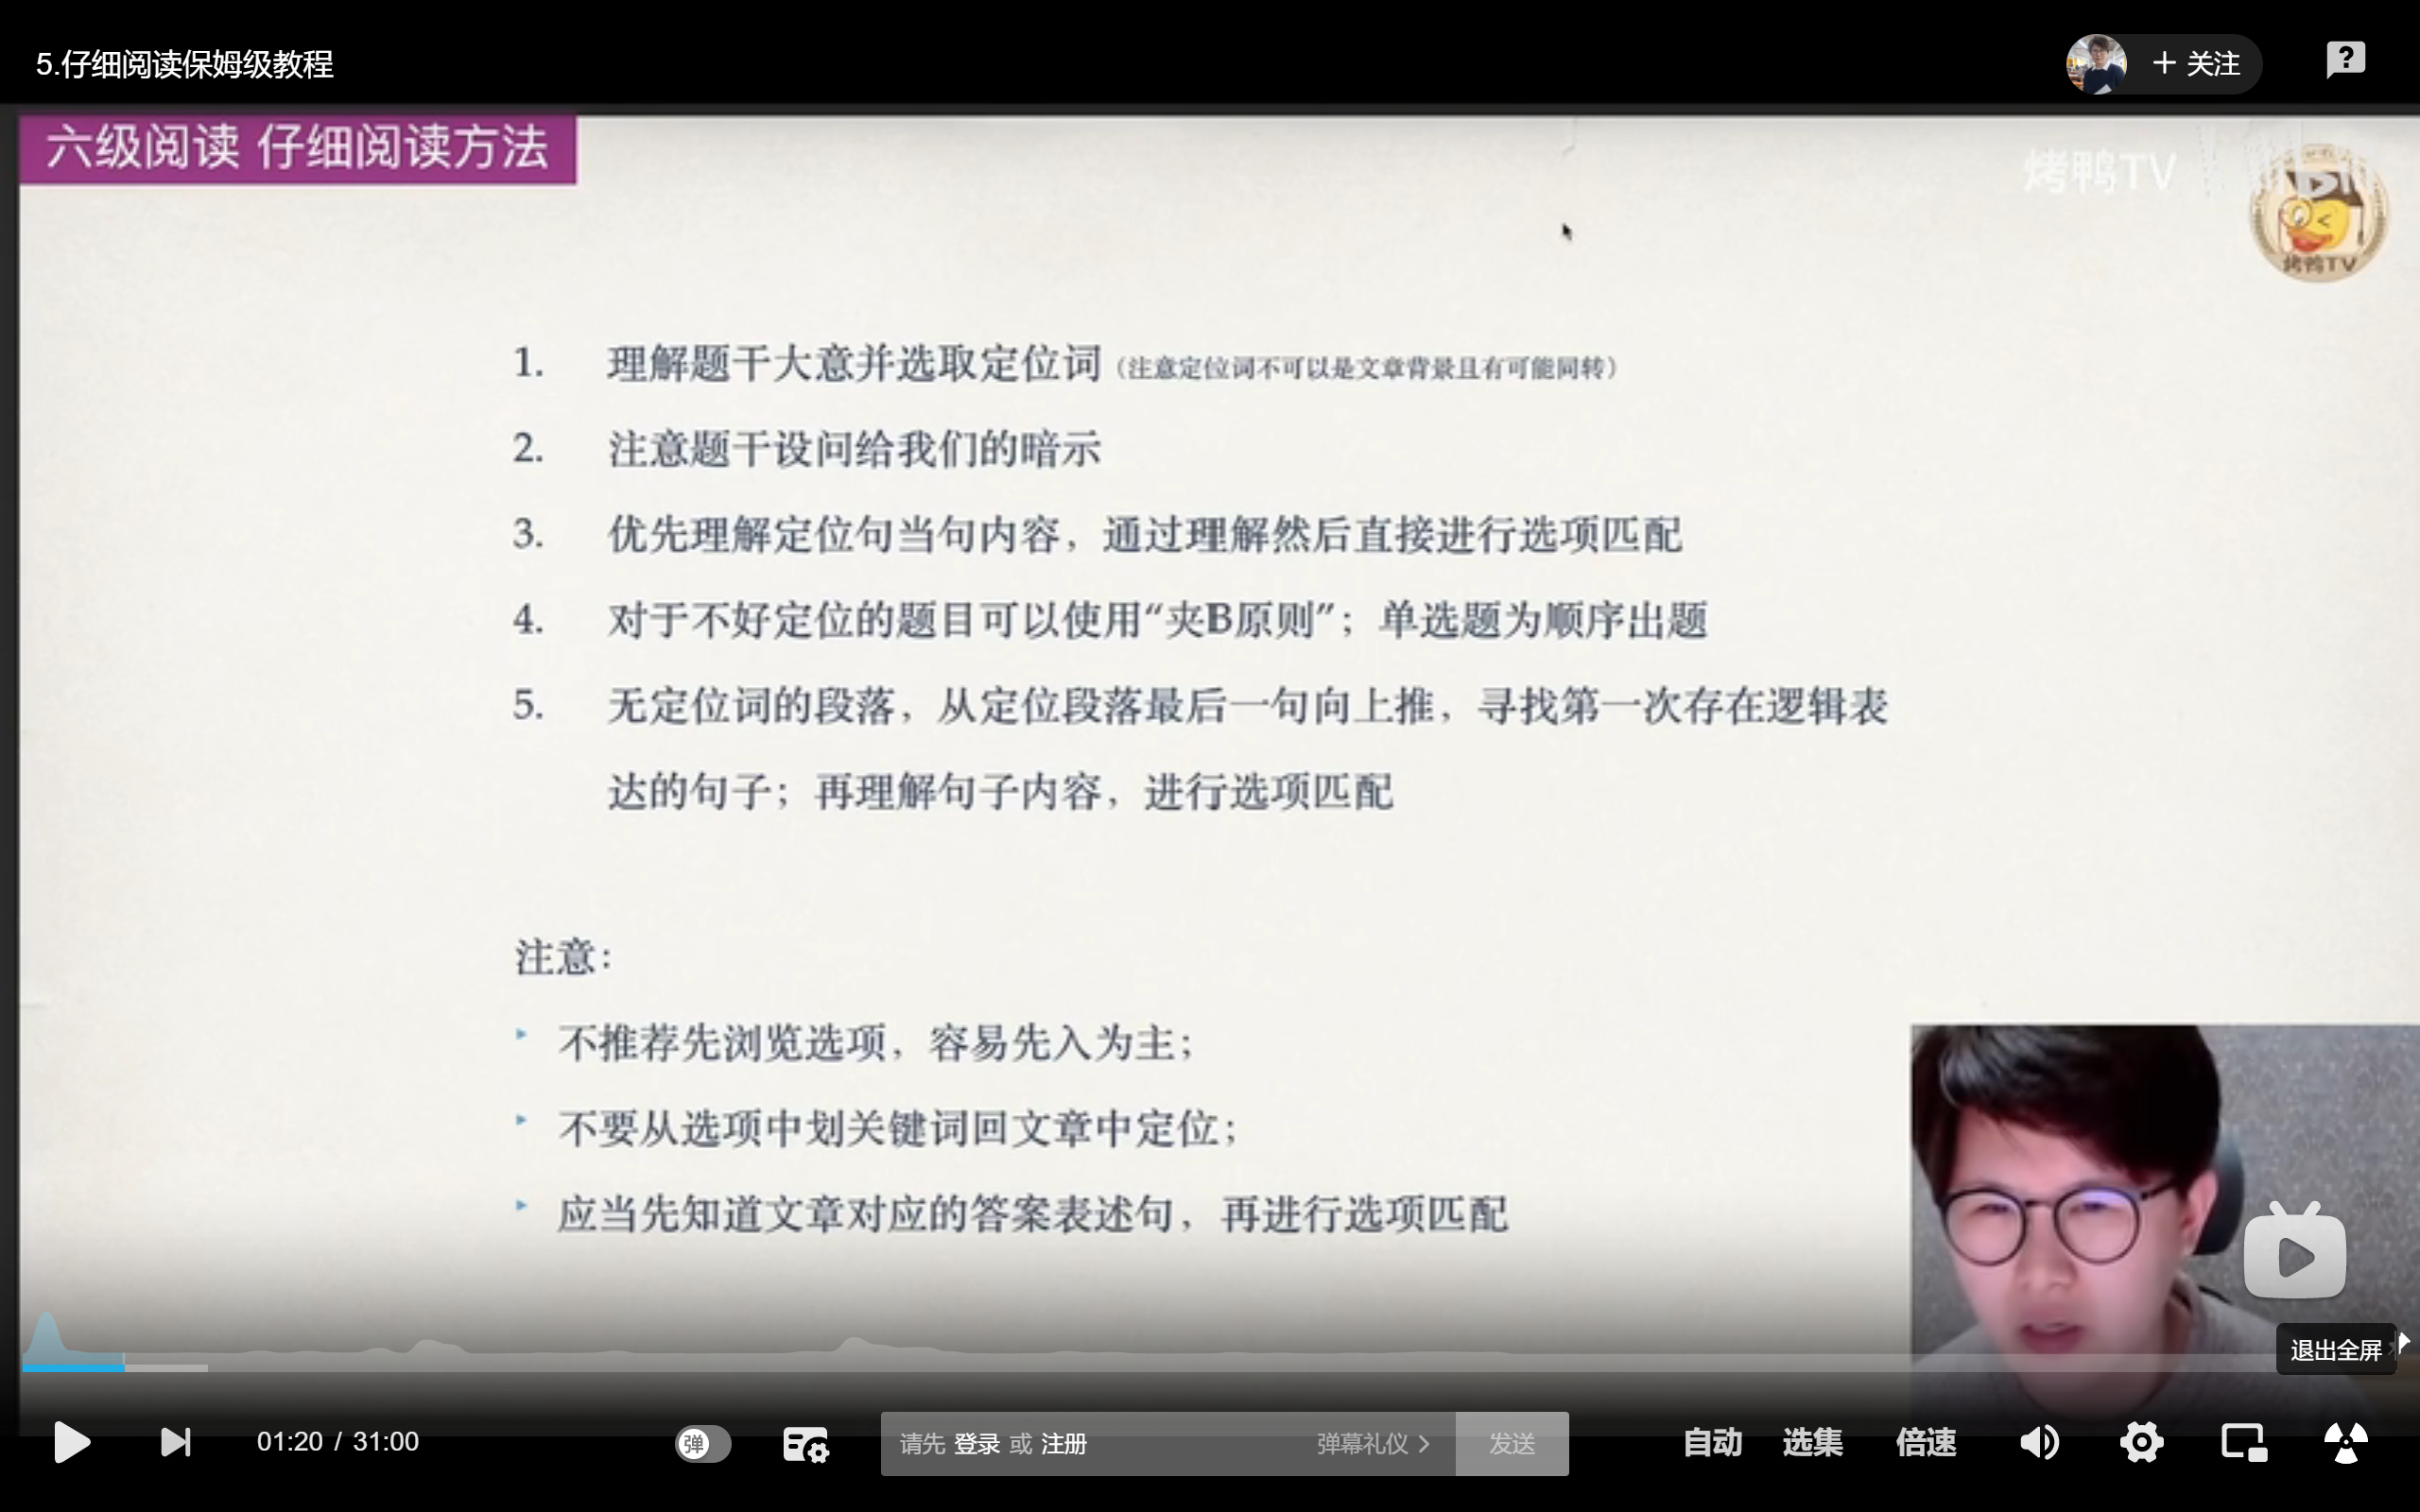 5.仔细阅读保姆级教程
+ 关注
六级阅读 仔细阅读方法
烤鸭TV
烤鸭TV
1. 理解题干大意并选取定位词（注意定位词不可以是文章背景且有可能同转）
2. 注意题干设问给我们的暗示
3. 优先理解定位句当句内容，通过理解然后直接进行选项匹配
4. 对于不好定位的题目可以使用“夹B原则”；单选题为顺序出题
5. 无定位词的段落，从定位段落最后一句向上推，寻找第一次存在逻辑表
达的句子；再理解句子内容，进行选项匹配
注意：
‣ 不推荐先浏览选项，容易先入为主；
‣ 不要从选项中划关键词回文章中定位；
‣ 应当先知道文章对应的答案表述句，再进行选项匹配
退出全屏
01:20 / 31:00
弹
请先 登录 或 注册
弹幕礼仪 >
发送
自动
选集
倍速